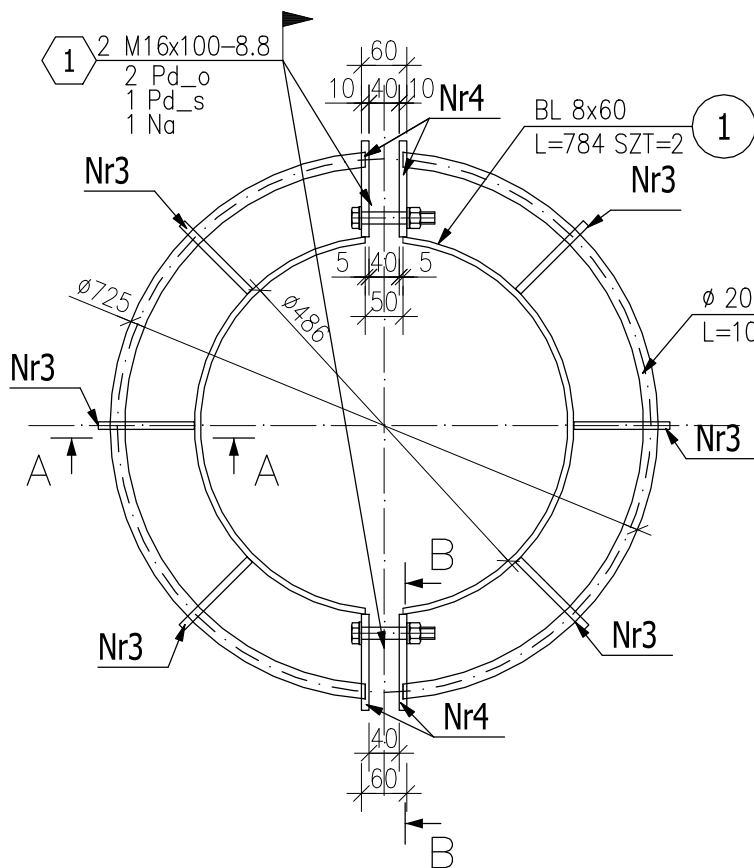 1
2 M16x100-8.8
2 Pd_o
1 Pd_s
1 Na
60
10 40 10
Nr4
BL 8x60
L=784 SZT=2
1
Nr3
Nr3
5 40 5
50
ø725
ø486
ø 20
L=10
Nr3
Nr3
A A
B
Nr3
Nr3
Nr4
40
60
B